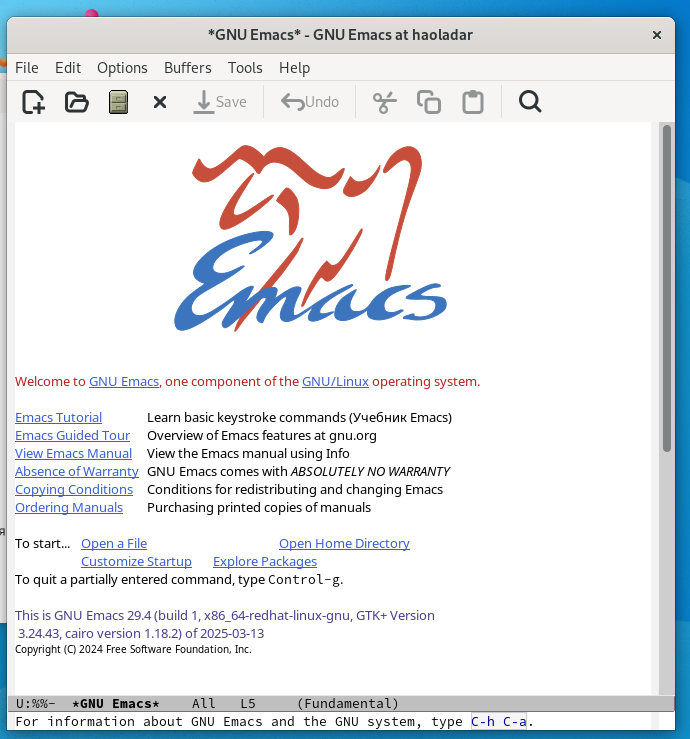 *GNU Emacs* - GNU Emacs at haoladar
File Edit Options Buffers Tools Help
Save Undo
Emacs
Welcome to GNU Emacs, one component of the GNU/Linux operating system.
Emacs Tutorial Learn basic keystroke commands (Учебник Emacs)
Emacs Guided Tour Overview of Emacs features at gnu.org
View Emacs Manual View the Emacs manual using Info
Absence of Warranty GNU Emacs comes with ABSOLUTELY NO WARRANTY
Copying Conditions Conditions for redistributing and changing Emacs
Ordering Manuals Purchasing printed copies of manuals
To start... Open a File Open Home Directory
Customize Startup Explore Packages
To quit a partially entered command, type Control-g.
This is GNU Emacs 29.4 (build 1, x86_64-redhat-linux-gnu, GTK+ Version
3.24.43, cairo version 1.18.2) of 2025-03-13
Copyright (C) 2024 Free Software Foundation, Inc.
U:%%- *GNU Emacs* All L5 (Fundamental)
For information about GNU Emacs and the GNU system, type C-h C-a.